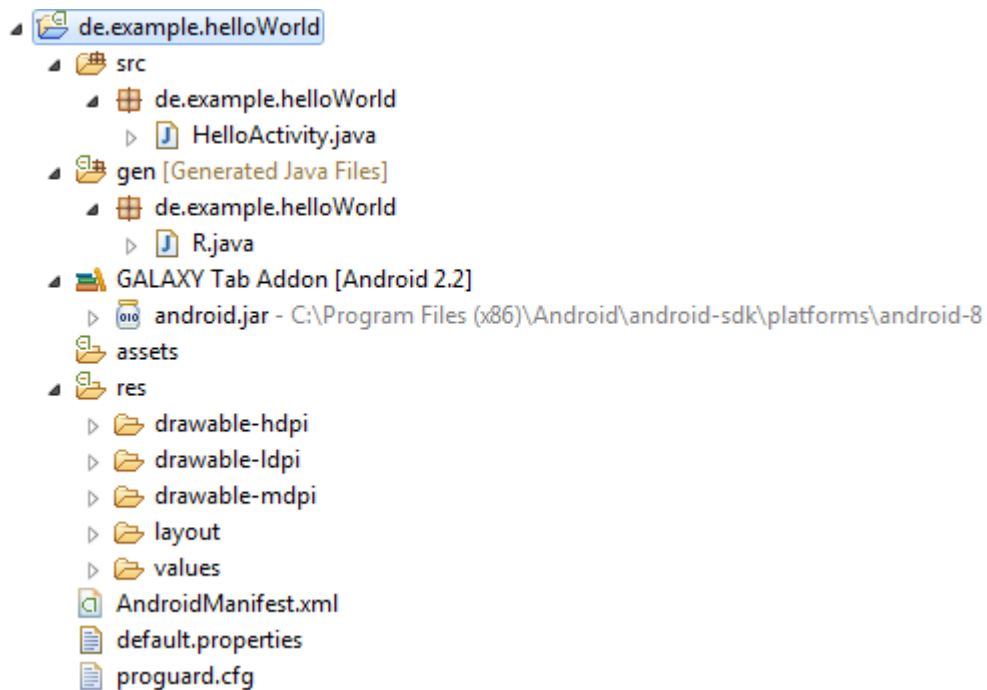 de.example.helloWorld
src
de.example.helloWorld
HelloActivity.java
gen [Generated Java Files]
de.example.helloWorld
R.java
GALAXY Tab Addon [Android 2.2]
android.jar - C:\Program Files (x86)\Android\android-sdk\platforms\android-8
assets
res
drawable-hdpi
drawable-ldpi
drawable-mdpi
layout
values
AndroidManifest.xml
default.properties
proguard.cfg